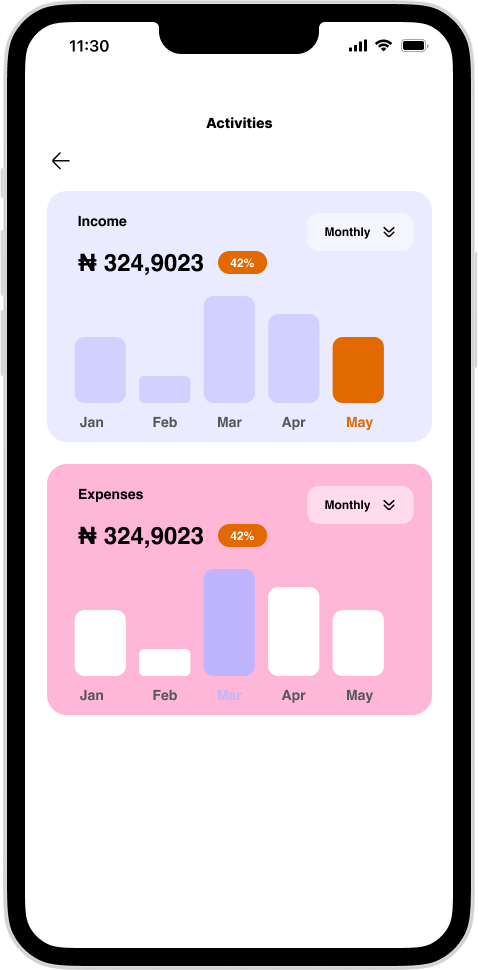 11:30
Activities
Income
Monthly
₦ 324,9023 42%
Jan Feb Mar Apr May
Expenses
Monthly
₦ 324,9023 42%
Jan Feb Mar Apr May